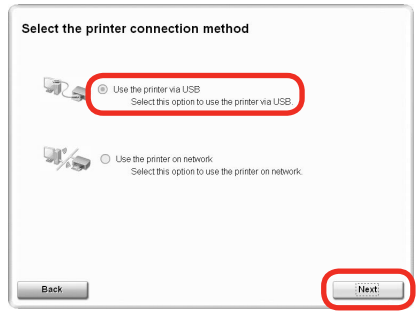 Select the printer connection method
Use the printer via USB
Select this option to use the printer via USB.
Use the printer on network
Select this option to use the printer on network.
Back
Next